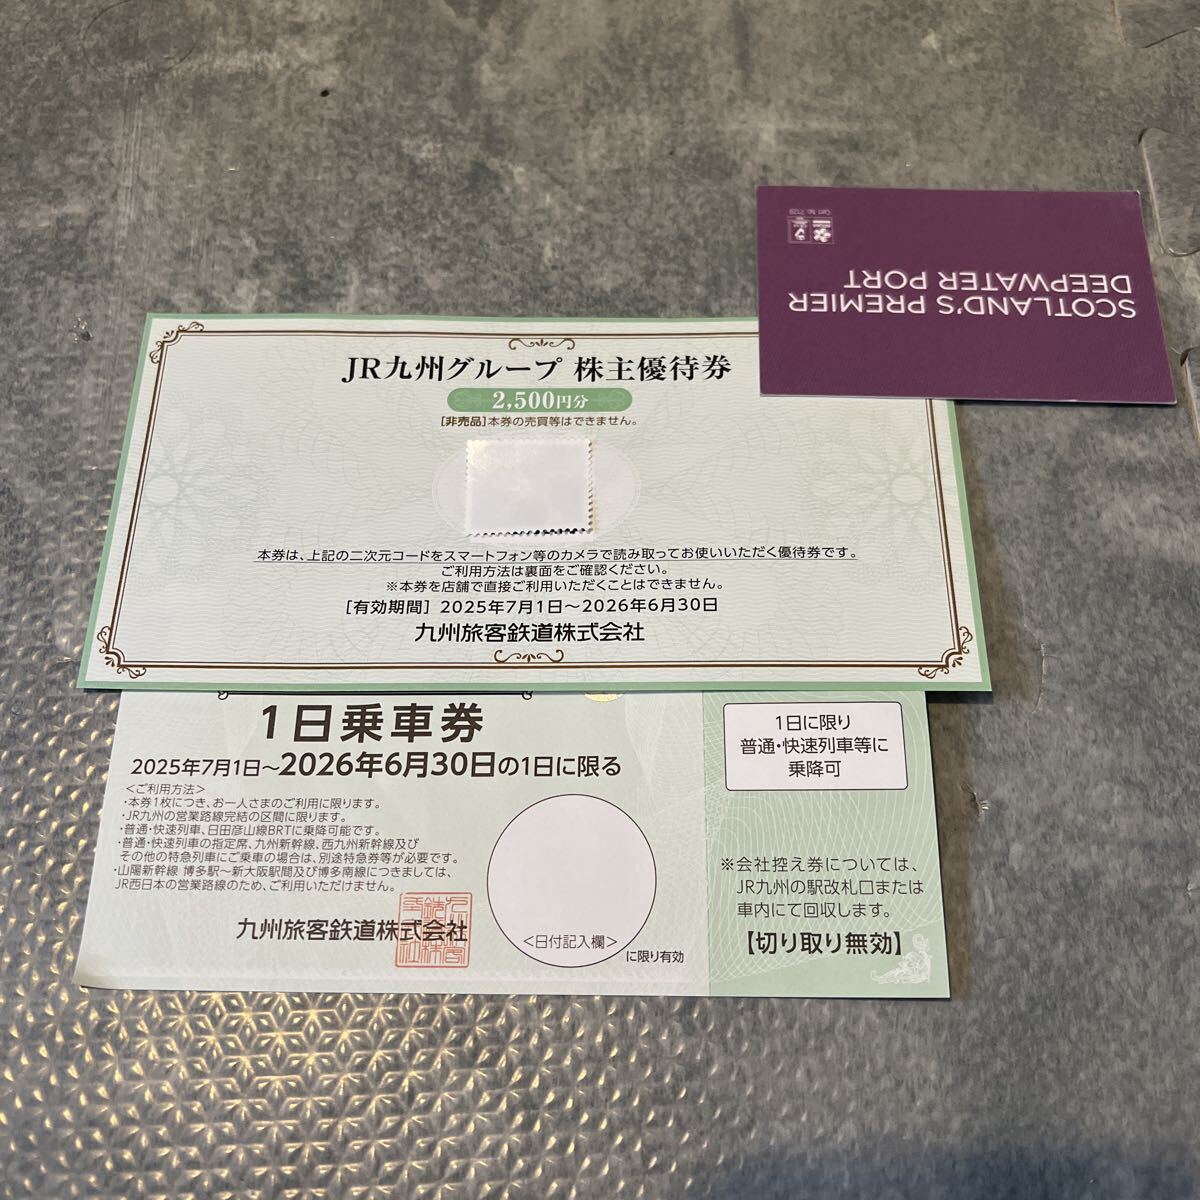 JR九州グループ 株主優待券
2,500円分
[非売品]本券の売買等はできません。
本券は、上記の二次元コードをスマートフォン等のカメラで読み取ってお使いいただく優待券です。
ご利用方法は裏面をご確認ください。
※本券を店舗で直接ご利用いただくことはできません。
[有効期間] 2025年7月1日～2026年6月30日
九州旅客鉄道株式会社
SCOTLAND'S PREMIER
DEEPWATER PORT
1日乗車券
2025年7月1日～2026年6月30日の1日に限る
<ご利用方法>
・本券1枚につき、お一人さまのご利用に限ります。
・JR九州の営業路線完結の区間に限ります。
・普通・快速列車、日田彦山線BRTに乗降可能です。
・普通・快速列車の指定席、九州新幹線、西九州新幹線及び
その他の特急列車にご乗車の場合は、別途特急券等が必要です。
・山陽新幹線 博多駅～新大阪駅間及び博多南線につきましては、
JR西日本の営業路線のため、ご利用いただけません。
九州旅客鉄道株式会社
<日付記入欄>
に限り有効
1日に限り
普通・快速列車等に
乗降可
※会社控え券については、
JR九州の駅改札口または
車内にて回収します。
【切り取り無効】